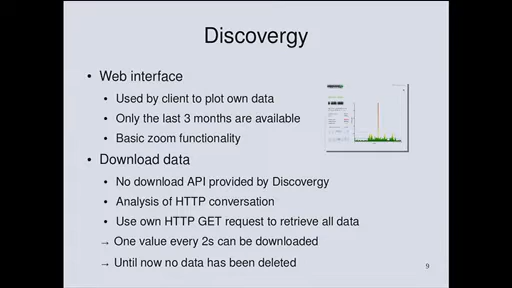 Discovergy
• Web interface
• Used by client to plot own data
• Only the last 3 months are available
• Basic zoom functionality
• Download data
• No download API provided by Discovergy
• Analysis of HTTP conversation
• Use own HTTP GET request to retrieve all data
→ One value every 2s can be downloaded
→ Until now no data has been deleted
9